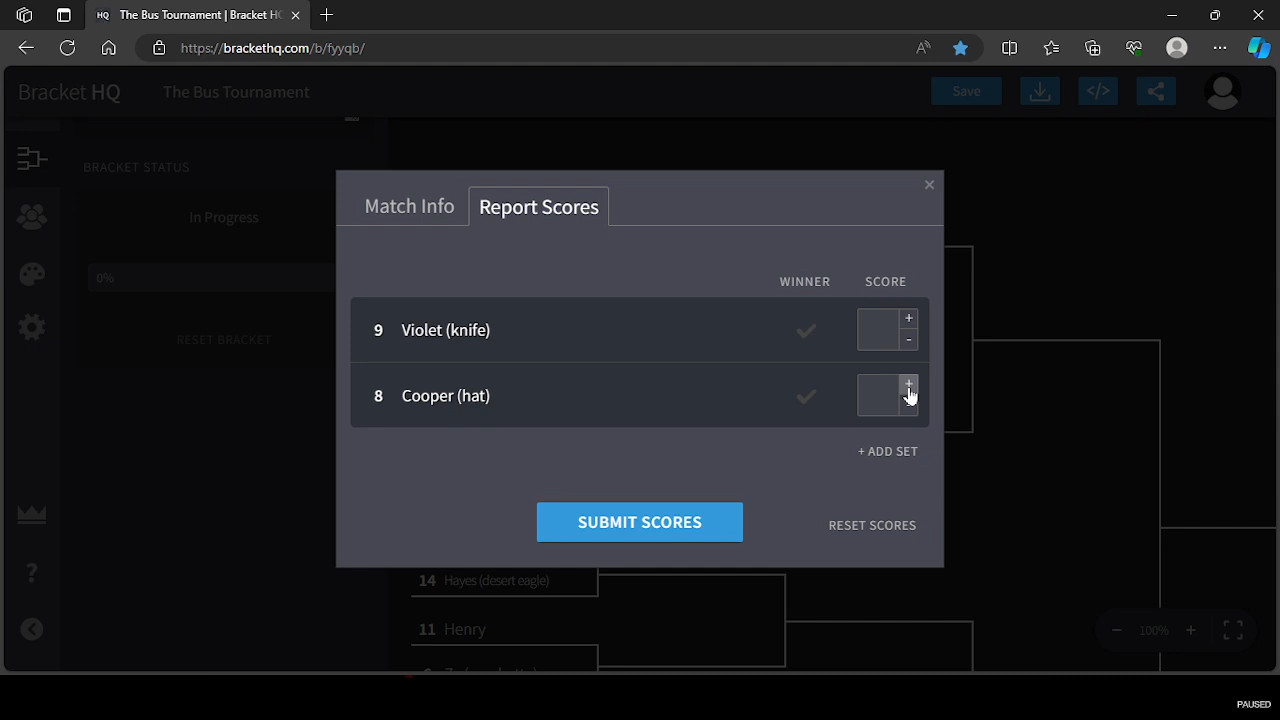 The Bus Tournament | Bracket H
https://brackethq.com/b/fyyqb/
Bracket HQ
The Bus Tournament
Save
</>
BRACKET STATUS
In Progress
0%
RESET BRACKET
Match Info
Report Scores
WINNER
SCORE
9 Violet (knife)
+
-
8 Cooper (hat)
+
+ ADD SET
SUBMIT SCORES
RESET SCORES
14 Hayes (desert eagle)
11 Henry
- 100% +
PAUSED